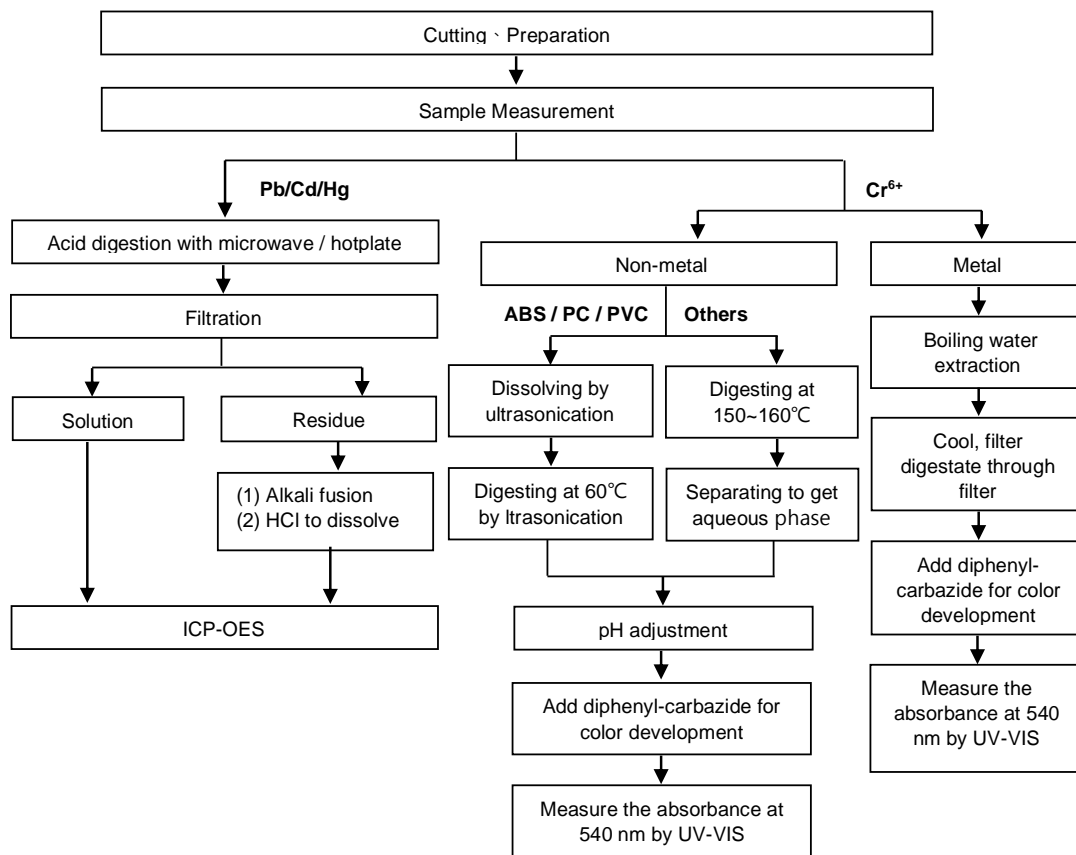 Cutting、Preparation
Sample Measurement
Pb/Cd/Hg
Cr⁶⁺
Acid digestion with microwave / hotplate
Non-metal
Metal
Filtration
ABS / PC / PVC
Others
Boiling water
extraction
Solution
Residue
Dissolving by
ultrasonication
Digesting at
150~160℃
Cool, filter
digestate through
filter
(1) Alkali fusion
(2) HCl to dissolve
Digesting at 60℃
by ltrasonication
Separating to get
aqueous phase
Add diphenyl-
carbazide for color
development
ICP-OES
pH adjustment
Measure the
absorbance at 540
nm by UV-VIS
Add diphenyl-carbazide for
color development
Measure the absorbance at
540 nm by UV-VIS